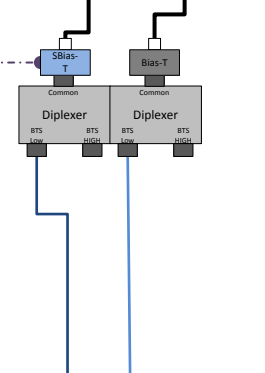 SBias-
T
Bias-T
Common
Common
Diplexer
Diplexer
BTS
Low
BTS
HIGH
BTS
Low
BTS
HIGH